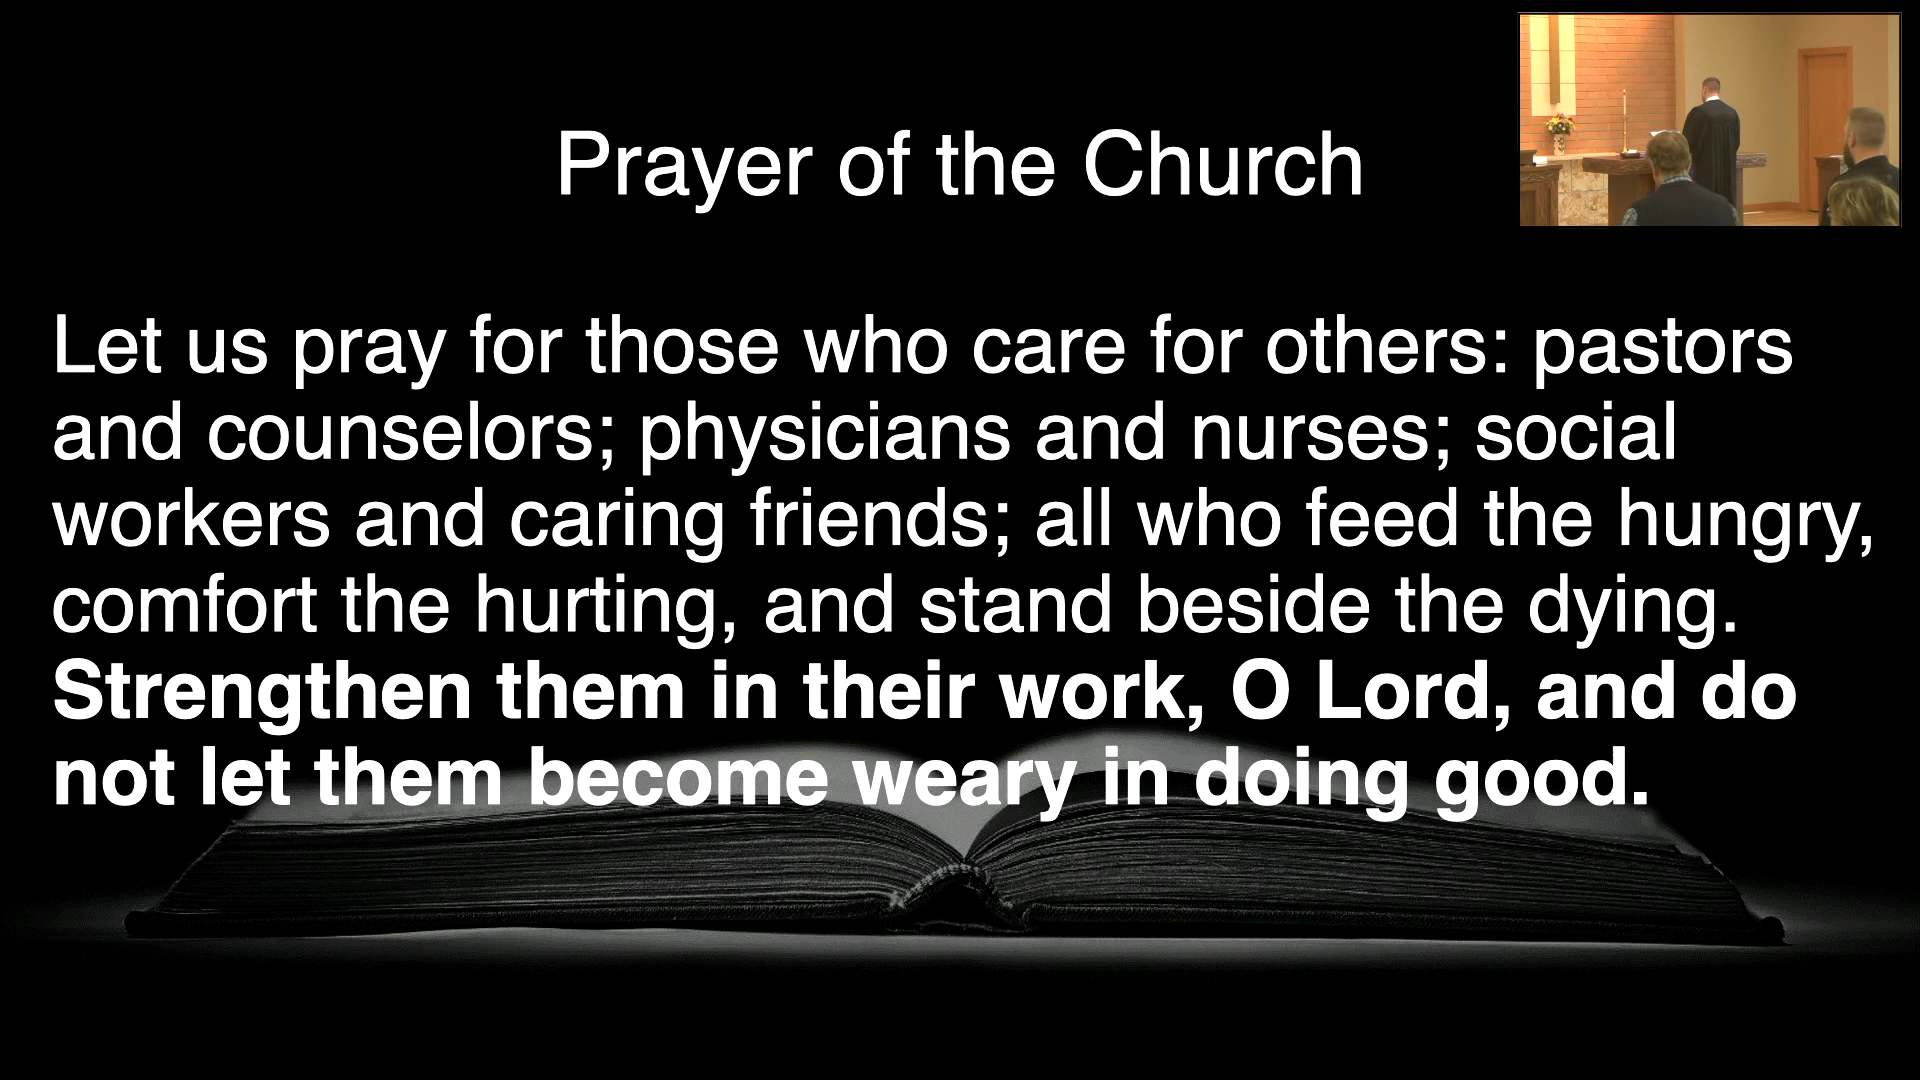 Prayer of the Church
Let us pray for those who care for others: pastors
and counselors; physicians and nurses; social
workers and caring friends; all who feed the hungry,
comfort the hurting, and stand beside the dying.
Strengthen them in their work, O Lord, and do
not let them become weary in doing good.